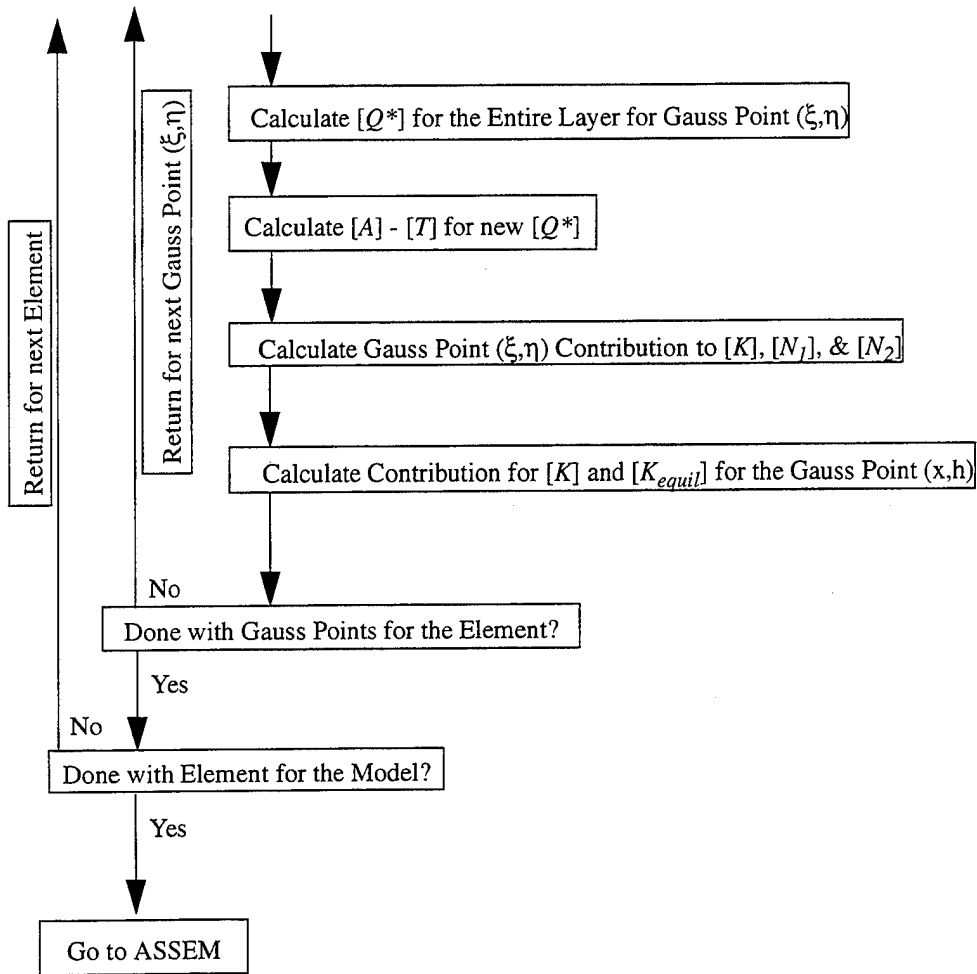 Calculate [Q*] for the Entire Layer for Gauss Point (ξ,η)
Return for next Gauss Point (ξ,η)
Calculate [A] - [T] for new [Q*]
Return for next Element
Calculate Gauss Point (ξ,η) Contribution to [K], [N1], & [N2]
Calculate Contribution for [K] and [Kequil] for the Gauss Point (x,h)
No
Done with Gauss Points for the Element?
Yes
No
Done with Element for the Model?
Yes
Go to ASSEM